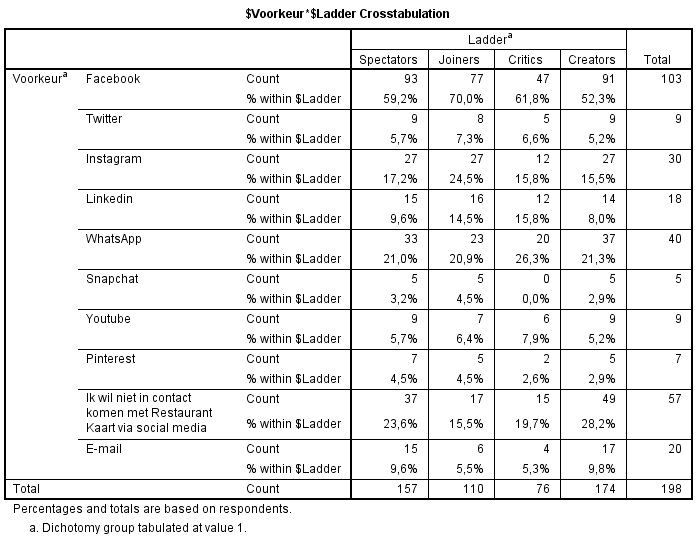 $Voorkeur*$Ladder Crosstabulation
Ladderᵃ
Spectators Joiners Critics Creators Total
Voorkeurᵃ Facebook Count 93 77 47 91 103
% within $Ladder 59,2% 70,0% 61,8% 52,3%
Twitter Count 9 8 5 9 9
% within $Ladder 5,7% 7,3% 6,6% 5,2%
Instagram Count 27 27 12 27 30
% within $Ladder 17,2% 24,5% 15,8% 15,5%
Linkedin Count 15 16 12 14 18
% within $Ladder 9,6% 14,5% 15,8% 8,0%
WhatsApp Count 33 23 20 37 40
% within $Ladder 21,0% 20,9% 26,3% 21,3%
Snapchat Count 5 5 0 5 5
% within $Ladder 3,2% 4,5% 0,0% 2,9%
Youtube Count 9 7 6 9 9
% within $Ladder 5,7% 6,4% 7,9% 5,2%
Pinterest Count 7 5 2 5 7
% within $Ladder 4,5% 4,5% 2,6% 2,9%
Ik wil niet in contact Count 37 17 15 49 57
komen met Restaurant
Kaart via social media % within $Ladder 23,6% 15,5% 19,7% 28,2%
E-mail Count 15 6 4 17 20
% within $Ladder 9,6% 5,5% 5,3% 9,8%
Total Count 157 110 76 174 198
Percentages and totals are based on respondents.
a. Dichotomy group tabulated at value 1.